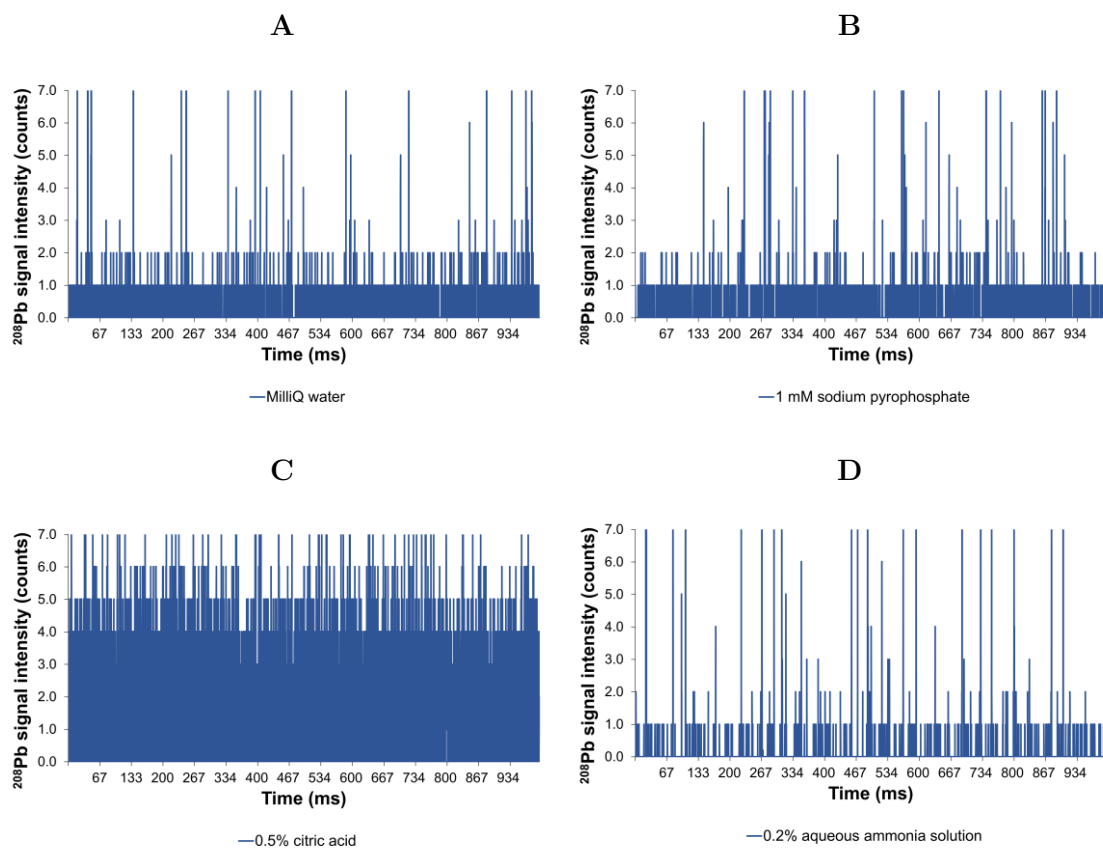 A
²⁰⁸Pb signal intensity (counts)
7.0
6.0
5.0
4.0
3.0
2.0
1.0
0.0
67 133 200 267 334 400 467 534 600 667 734 800 867 934
Time (ms)
MilliQ water
B
²⁰⁸Pb signal intensity (counts)
7.0
6.0
5.0
4.0
3.0
2.0
1.0
0.0
67 133 200 267 334 400 467 534 600 667 734 800 867 934
Time (ms)
1 mM sodium pyrophosphate
C
²⁰⁸Pb signal intensity (counts)
7.0
6.0
5.0
4.0
3.0
2.0
1.0
0.0
67 133 200 267 334 400 467 534 600 667 734 800 867 934
Time (ms)
0.5% citric acid
D
²⁰⁸Pb signal intensity (counts)
7.0
6.0
5.0
4.0
3.0
2.0
1.0
0.0
67 133 200 267 334 400 467 534 600 667 734 800 867 934
Time (ms)
0.2% aqueous ammonia solution